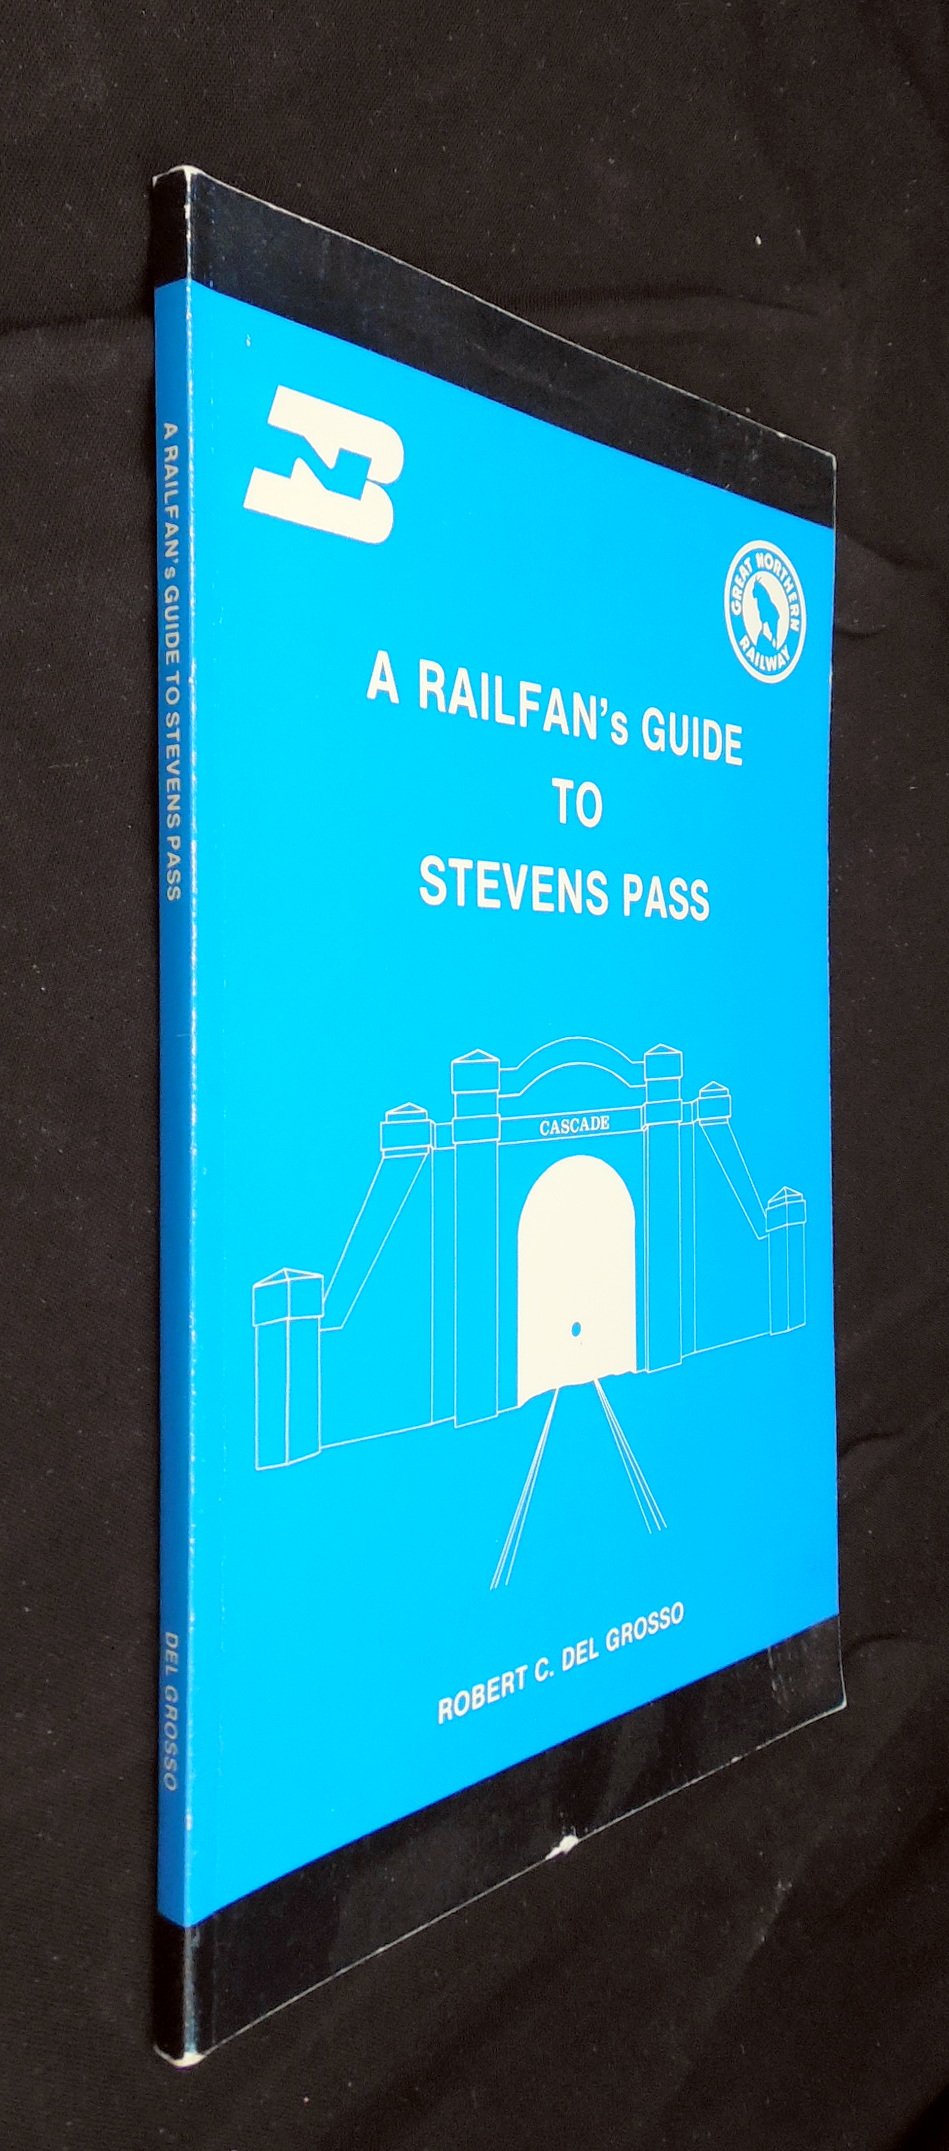 A RAILFAN's GUIDE TO STEVENS PASS
DEL GROSSO
BN
GREAT NORTHERN
RAILWAY
A RAILFAN's GUIDE
TO
STEVENS PASS
CASCADE
ROBERT C. DEL GROSSO